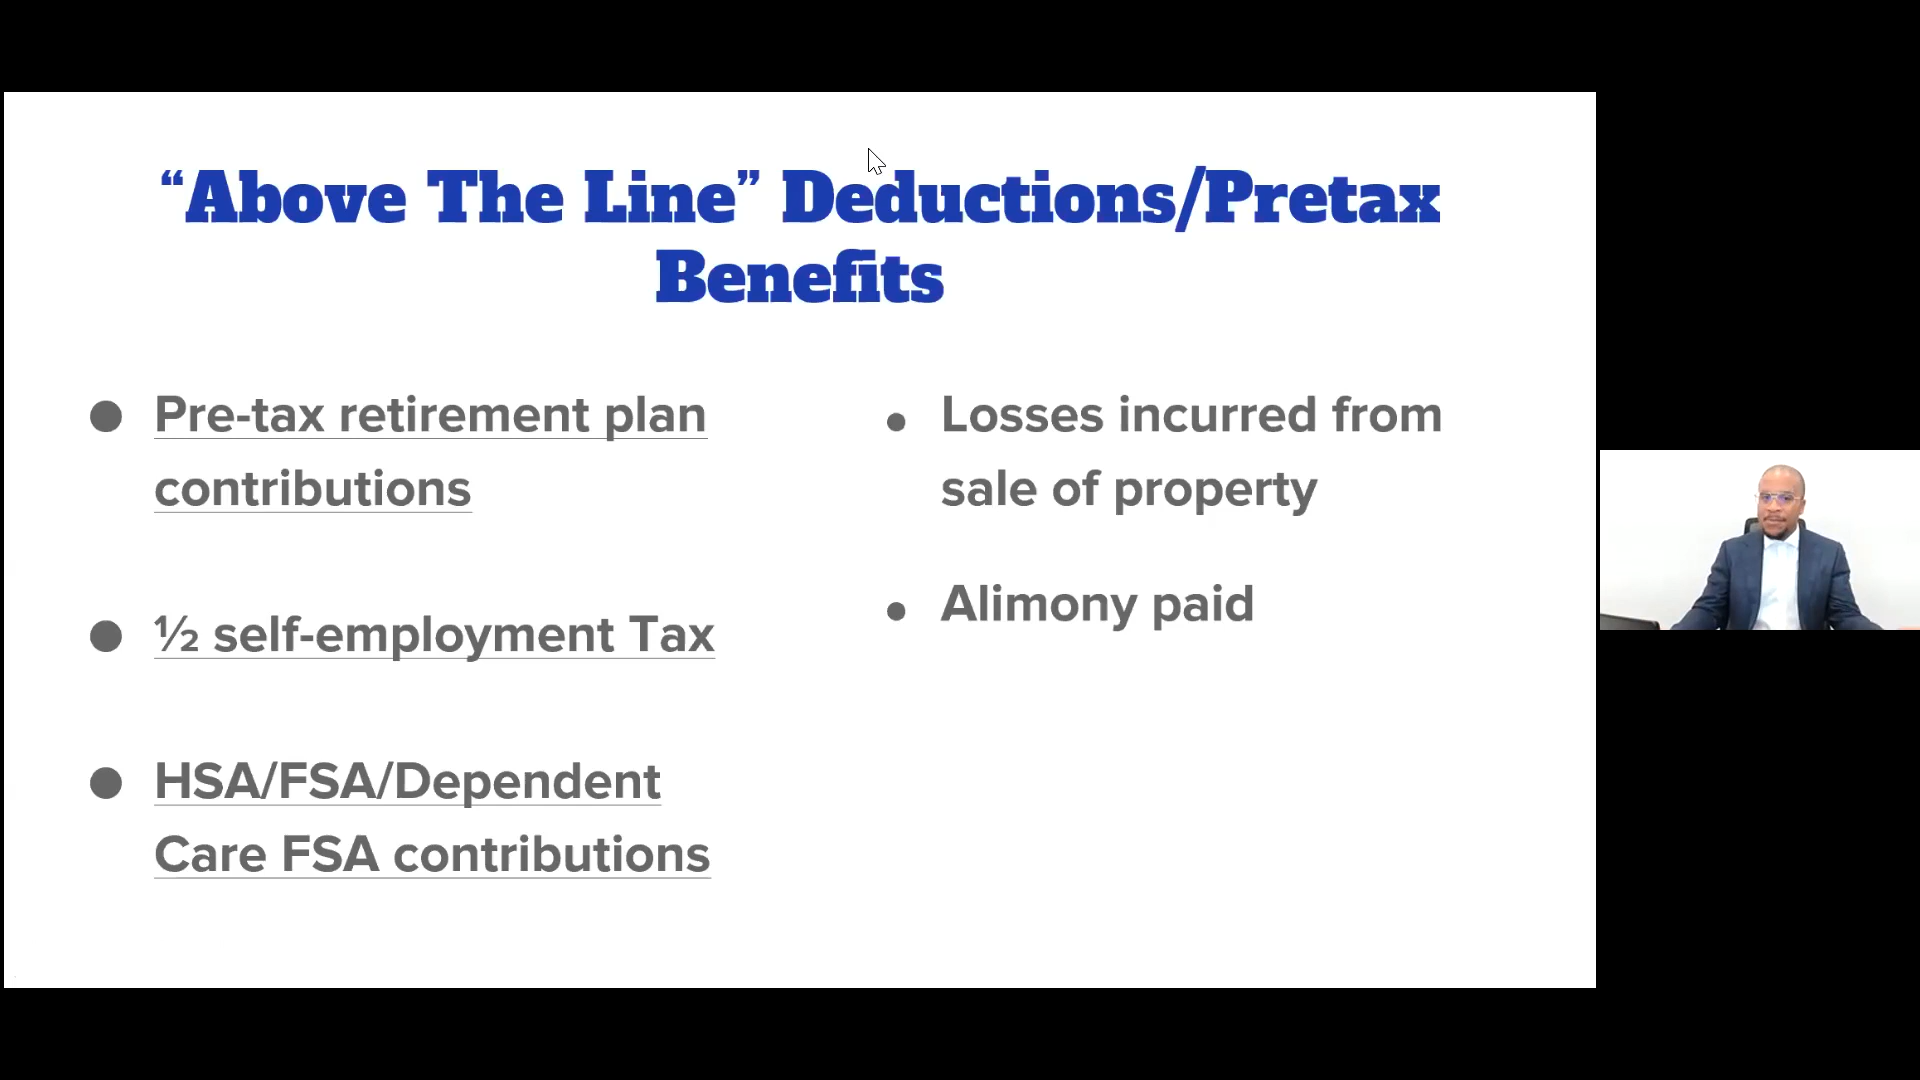 “Above The Line” Deductions/Pretax
Benefits
● Pre-tax retirement plan
contributions
● ½ self-employment Tax
● HSA/FSA/Dependent
Care FSA contributions
● Losses incurred from
sale of property
● Alimony paid